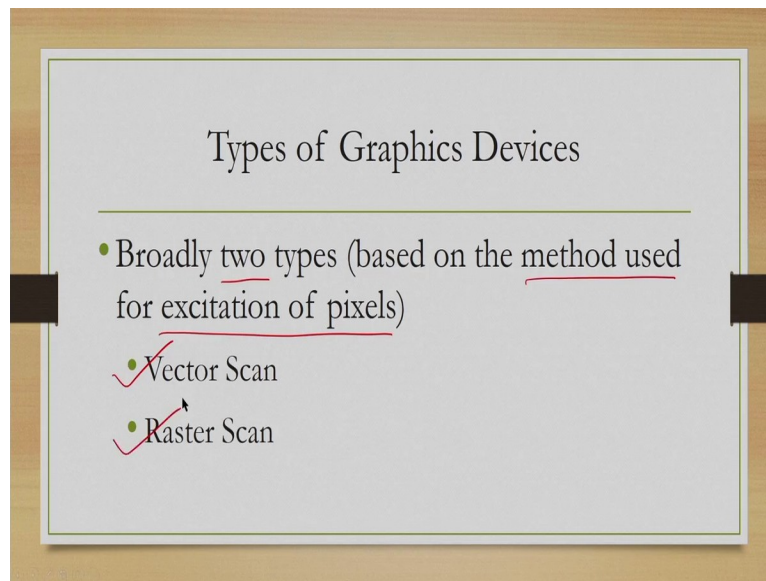 Types of Graphics Devices
• Broadly two types (based on the method used
for excitation of pixels)
• Vector Scan
• Raster Scan